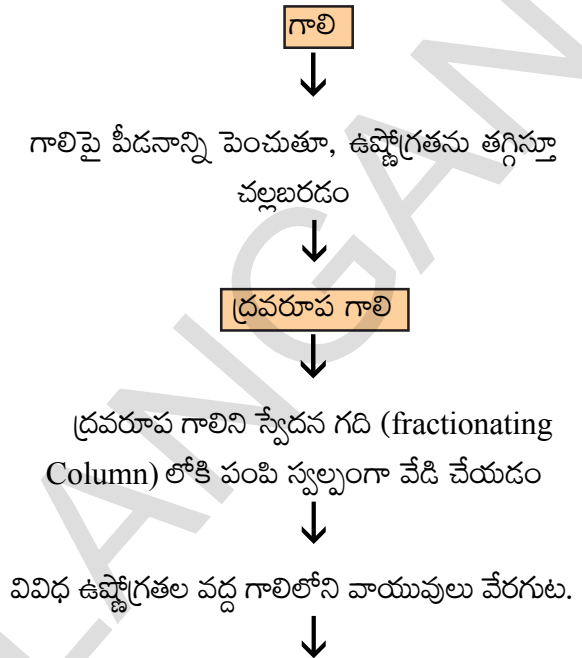 గాలి
గాలిపై పీడనాన్ని పెంచుతూ, ఉష్ణోగ్రతను తగ్గిస్తూ
చల్లబరడం
ద్రవరూప గాలి
ద్రవరూప గాలిని స్వేదన గది (fractionating
Column) లోకి పంపి స్వల్పంగా వేడి చేయడం
వివిధ ఉష్ణోగ్రతల వద్ద గాలిలోని వాయువులు వేరగుట.